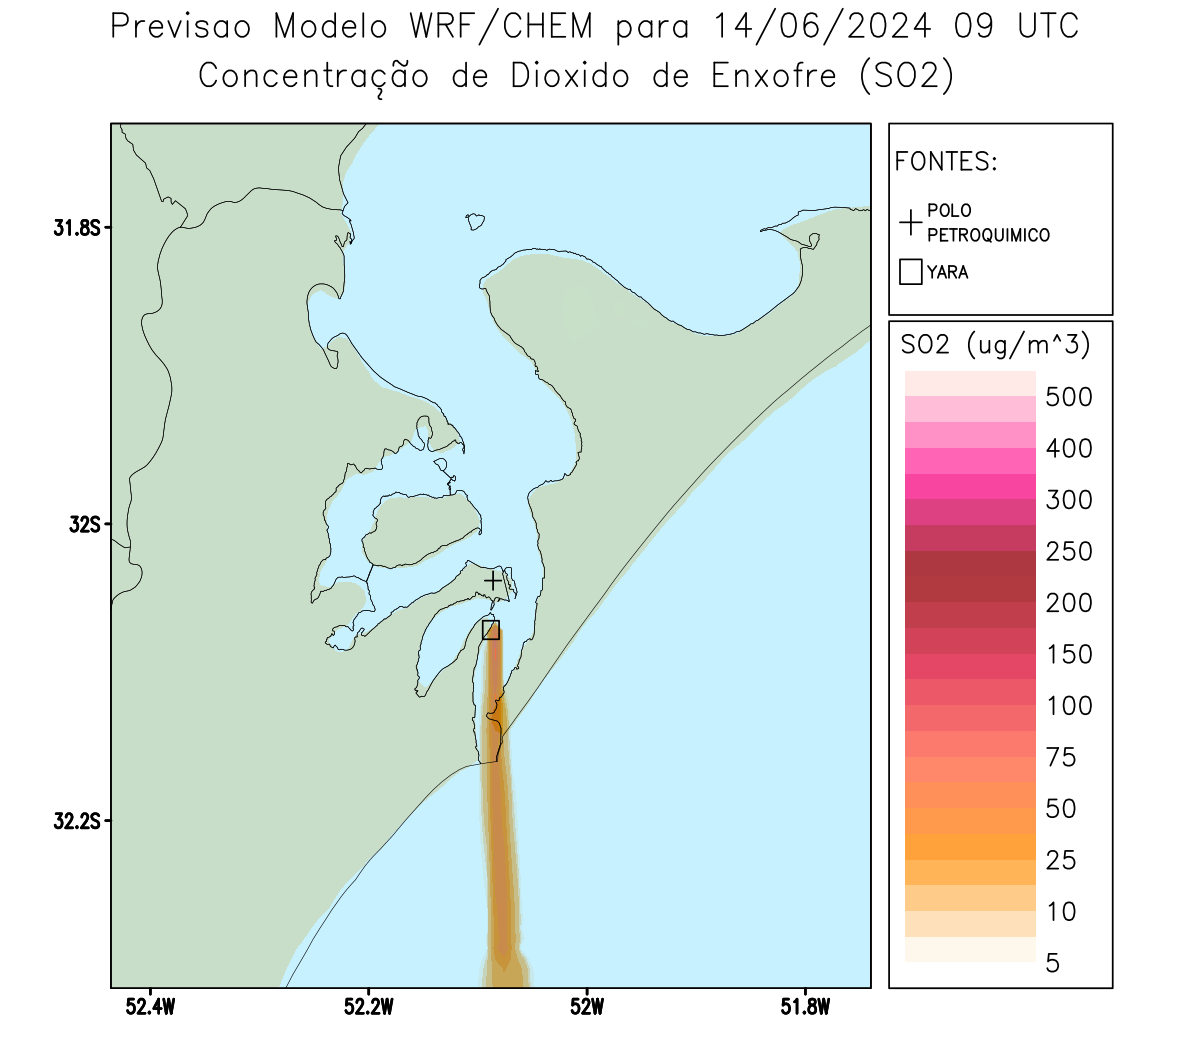 Previsao Modelo WRF/CHEM para 14/06/2024 09 UTC
Concentração de Dioxido de Enxofre (SO2)
FONTES:
POLO
PETROQUIMICO
YARA
31.8S
32S
32.2S
52.4W
52.2W
52W
51.8W
SO2 (ug/m^3)
500
400
300
250
200
150
100
75
50
25
10
5